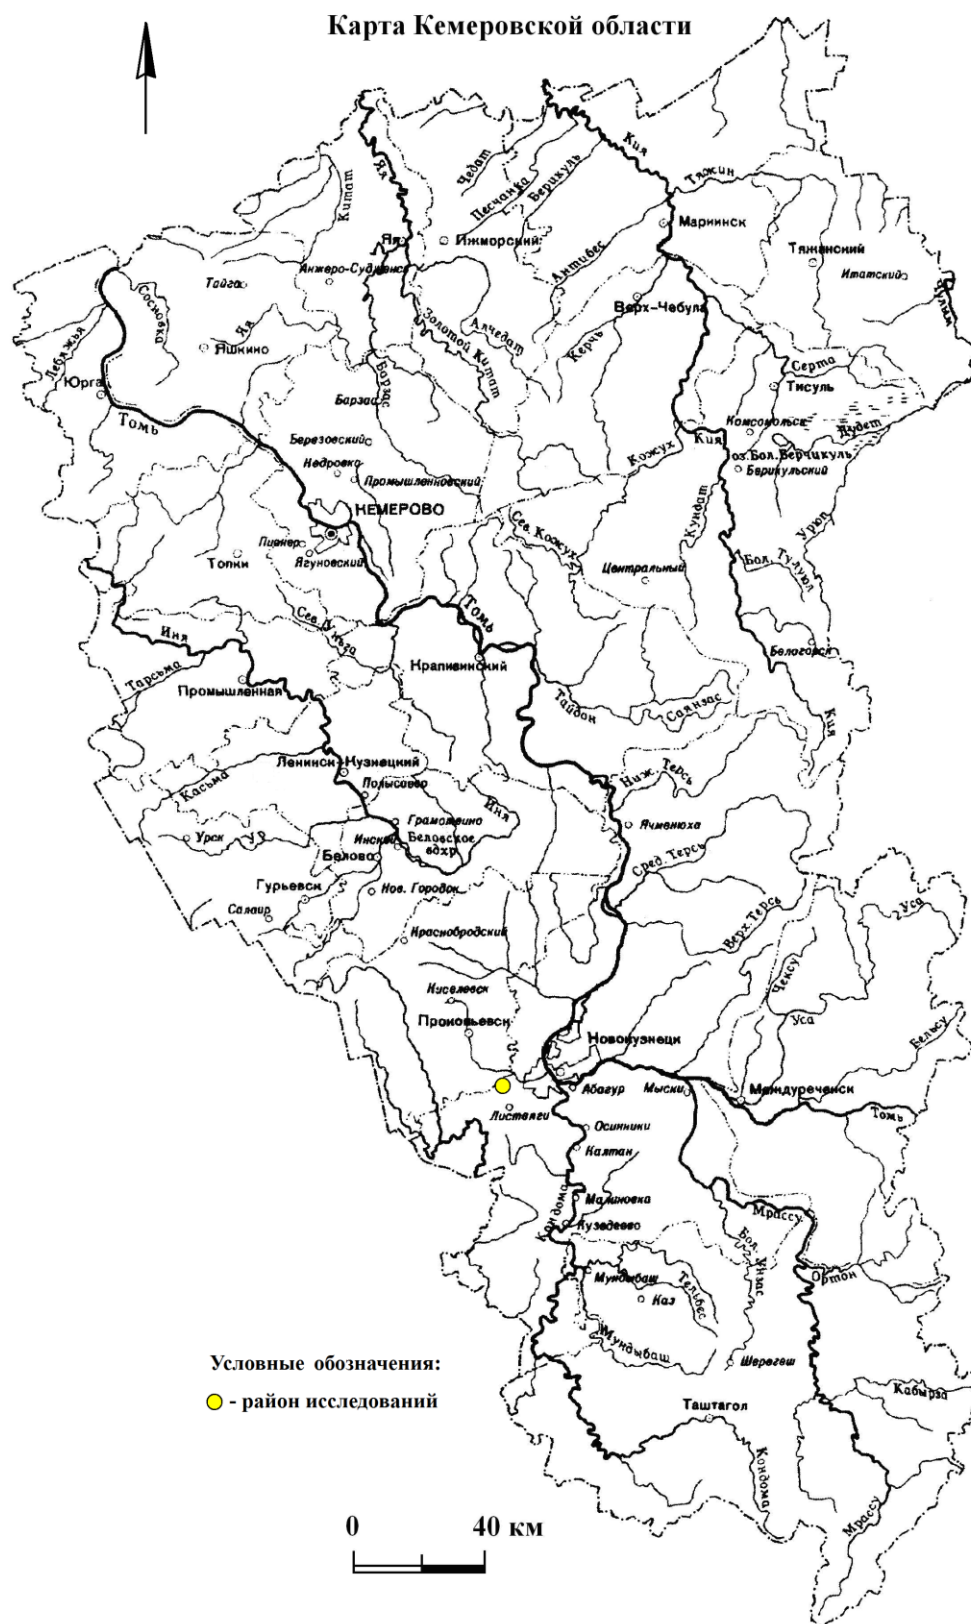 Карта Кемеровской области
Кия
Яя
Чедат
Песчанка
Берикуль
Китат
Тяжин
Мариинск
Яя
Ижморский
Антибес
Тяжинский
Итатский
Анжеро-Судженск
Тайга
Чулым
Сосновка
Верх-Чебула
Золотой Китат
Алчедат
Керчь
Яя
Яшкино
Лебяжья
Юрга
Барзас
Серта
Тисуль
Барзас
Томь
Комсомольск
Дудет
Кия
Березовский
Кожух
оз. Бол. Берчикуль
Берикульский
Кедровка
Промышленновский
КЕМЕРОВО
Кундат
Урюп
Сев. Кожух
Пионер
Ягуновский
Топки
Центральный
Бол. Тулуюл
Томь
Сев. Уньга
Иня
Белогорск
Крапивинский
Тарсьма
Промышленная
Тайдон
Саянзас
Кия
Ленинск-Кузнецкий
Ниж. Терсь
Касьма
Полысаево
Иня
Грамотеино
Ячменюха
Урск
Ур
Инской
Беловское
вдхр
Белово
Сред. Терсь
Гурьевск
Нов. Городок
Салаир
Верх. Терсь
Уса
Краснобродский
Чексу
Киселевск
Прокопьевск
Уса
Бельсу
Новокузнецк
Абагур
Мыски
Междуреченск
Листвяги
Томь
Осинники
Калтан
Кондома
Малиновка
Мрассу
Кузедеево
Бол. Унзас
Мундыбаш
Тельбес
Ортон
Каз
Мундыбаш
Шерегеш
Условные обозначения:
- район исследований
Кабырза
Таштагол
Кондома
Мрассу
0 40 км